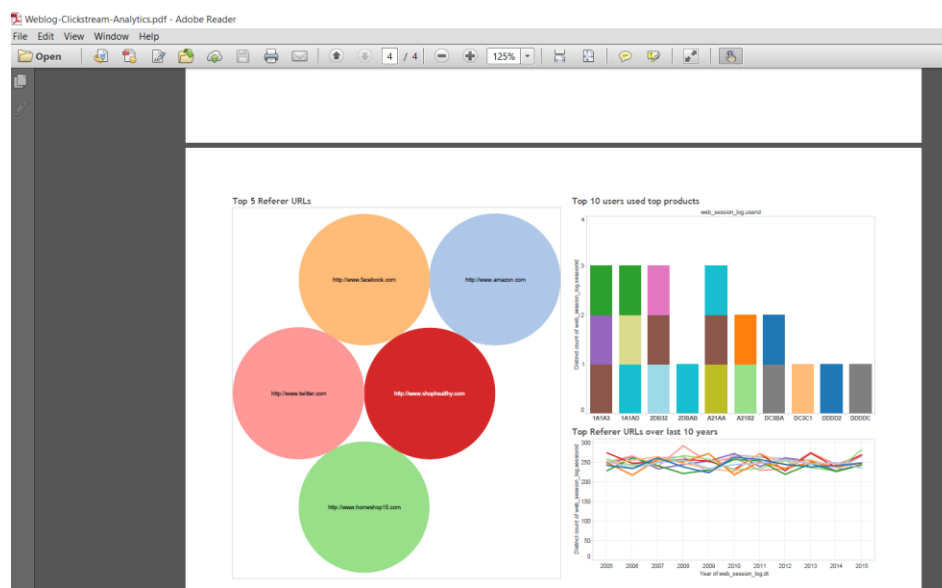 Weblog-Clickstream-Analytics.pdf - Adobe Reader
File Edit View Window Help
Open 4 / 4 125%
Top 5 Referer URLs
http://www.facebook.com
http://www.amazon.com
http://www.twitter.com
http://www.shophealthy.com
http://www.homeshop18.com
Top 10 users used top products
web_session_log.userid
Distinct count of web_session_log.sessionid
4
3
2
1
0
1A1A3 1A1AD 2DB32 2DBAB A21AA A21B2 DC3BA DC3C1 DDDD2 DDDDC
Top Referer URLs over last 10 years
Distinct count of web_session_log.sessionid
300
250
200
150
100
50
0
2005 2006 2007 2008 2009 2010 2011 2012 2013 2014 2015
Year of web_session_log.dt